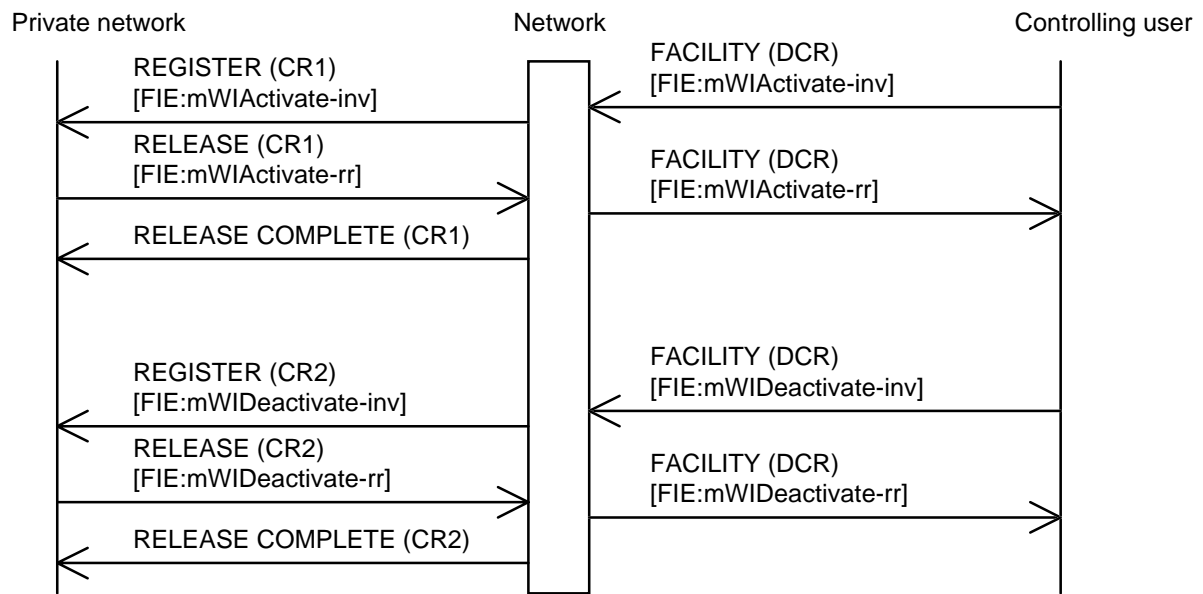 Private network
Network
Controlling user
REGISTER (CR1)
[FIE:mWIActivate-inv]
FACILITY (DCR)
[FIE:mWIActivate-inv]
RELEASE (CR1)
[FIE:mWIActivate-rr]
FACILITY (DCR)
[FIE:mWIActivate-rr]
RELEASE COMPLETE (CR1)
REGISTER (CR2)
[FIE:mWIDeactivate-inv]
FACILITY (DCR)
[FIE:mWIDeactivate-inv]
RELEASE (CR2)
[FIE:mWIDeactivate-rr]
FACILITY (DCR)
[FIE:mWIDeactivate-rr]
RELEASE COMPLETE (CR2)